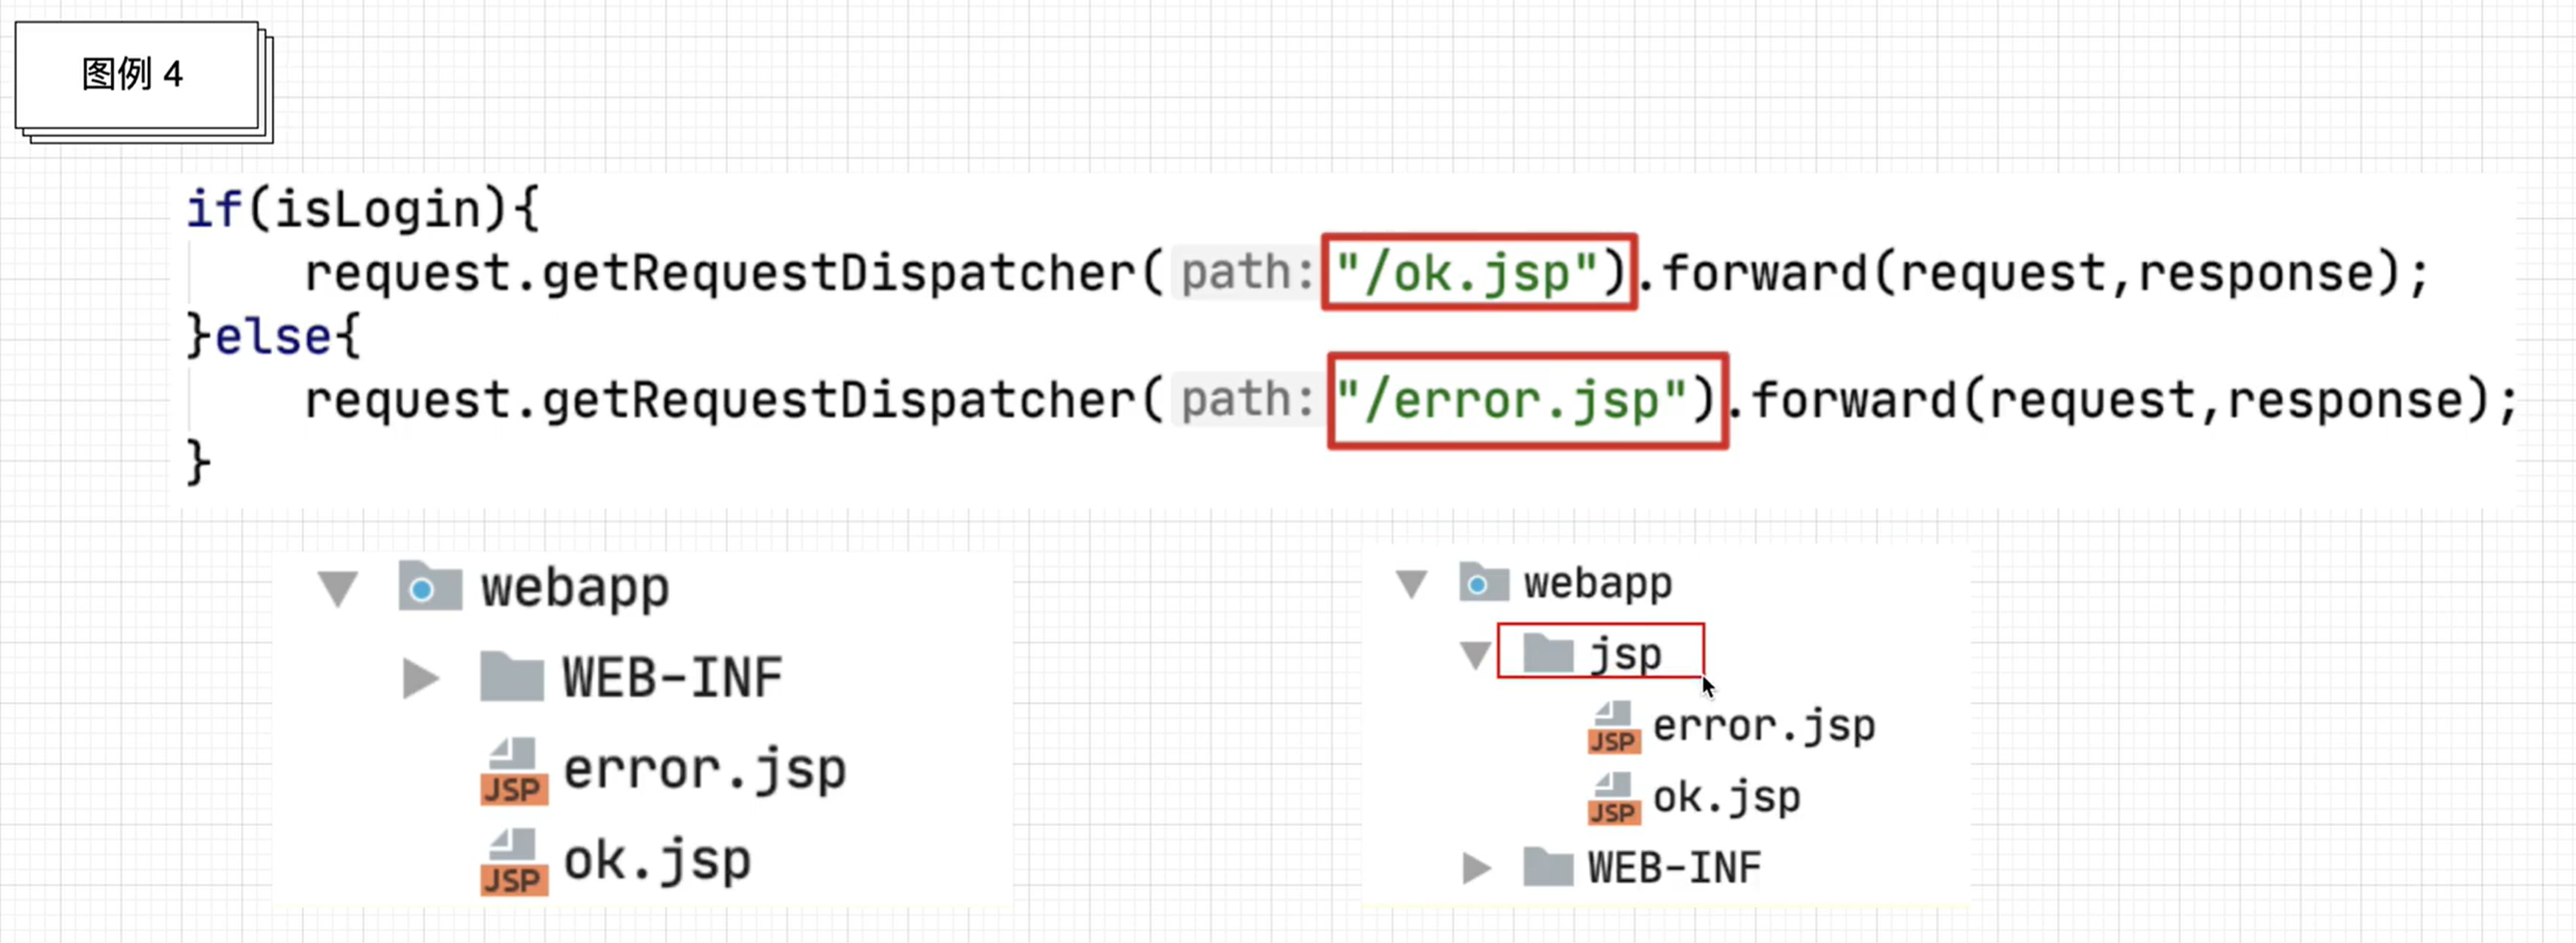 图例 4
if(isLogin){
request.getRequestDispatcher( path: "/ok.jsp").forward(request,response);
}else{
request.getRequestDispatcher( path: "/error.jsp").forward(request,response);
}
webapp
WEB-INF
JSP error.jsp
JSP ok.jsp
webapp
jsp
JSP error.jsp
JSP ok.jsp
WEB-INF